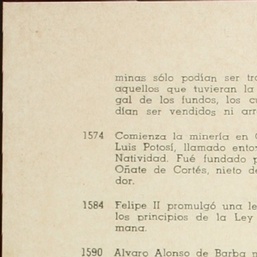 minas sólo podían ser tr
aquellos que tuvieran la
gal de los fundos, los c
dían ser vendidos ni arr
1574 Comienza la minería en
Luis Potosí, llamado ento
Natividad. Fué fundado p
Oñate de Cortés, nieto de
dor.
1584 Felipe II promulgó una le
los principios de la Ley
mana.
1590 Alvaro Alonso de Barba